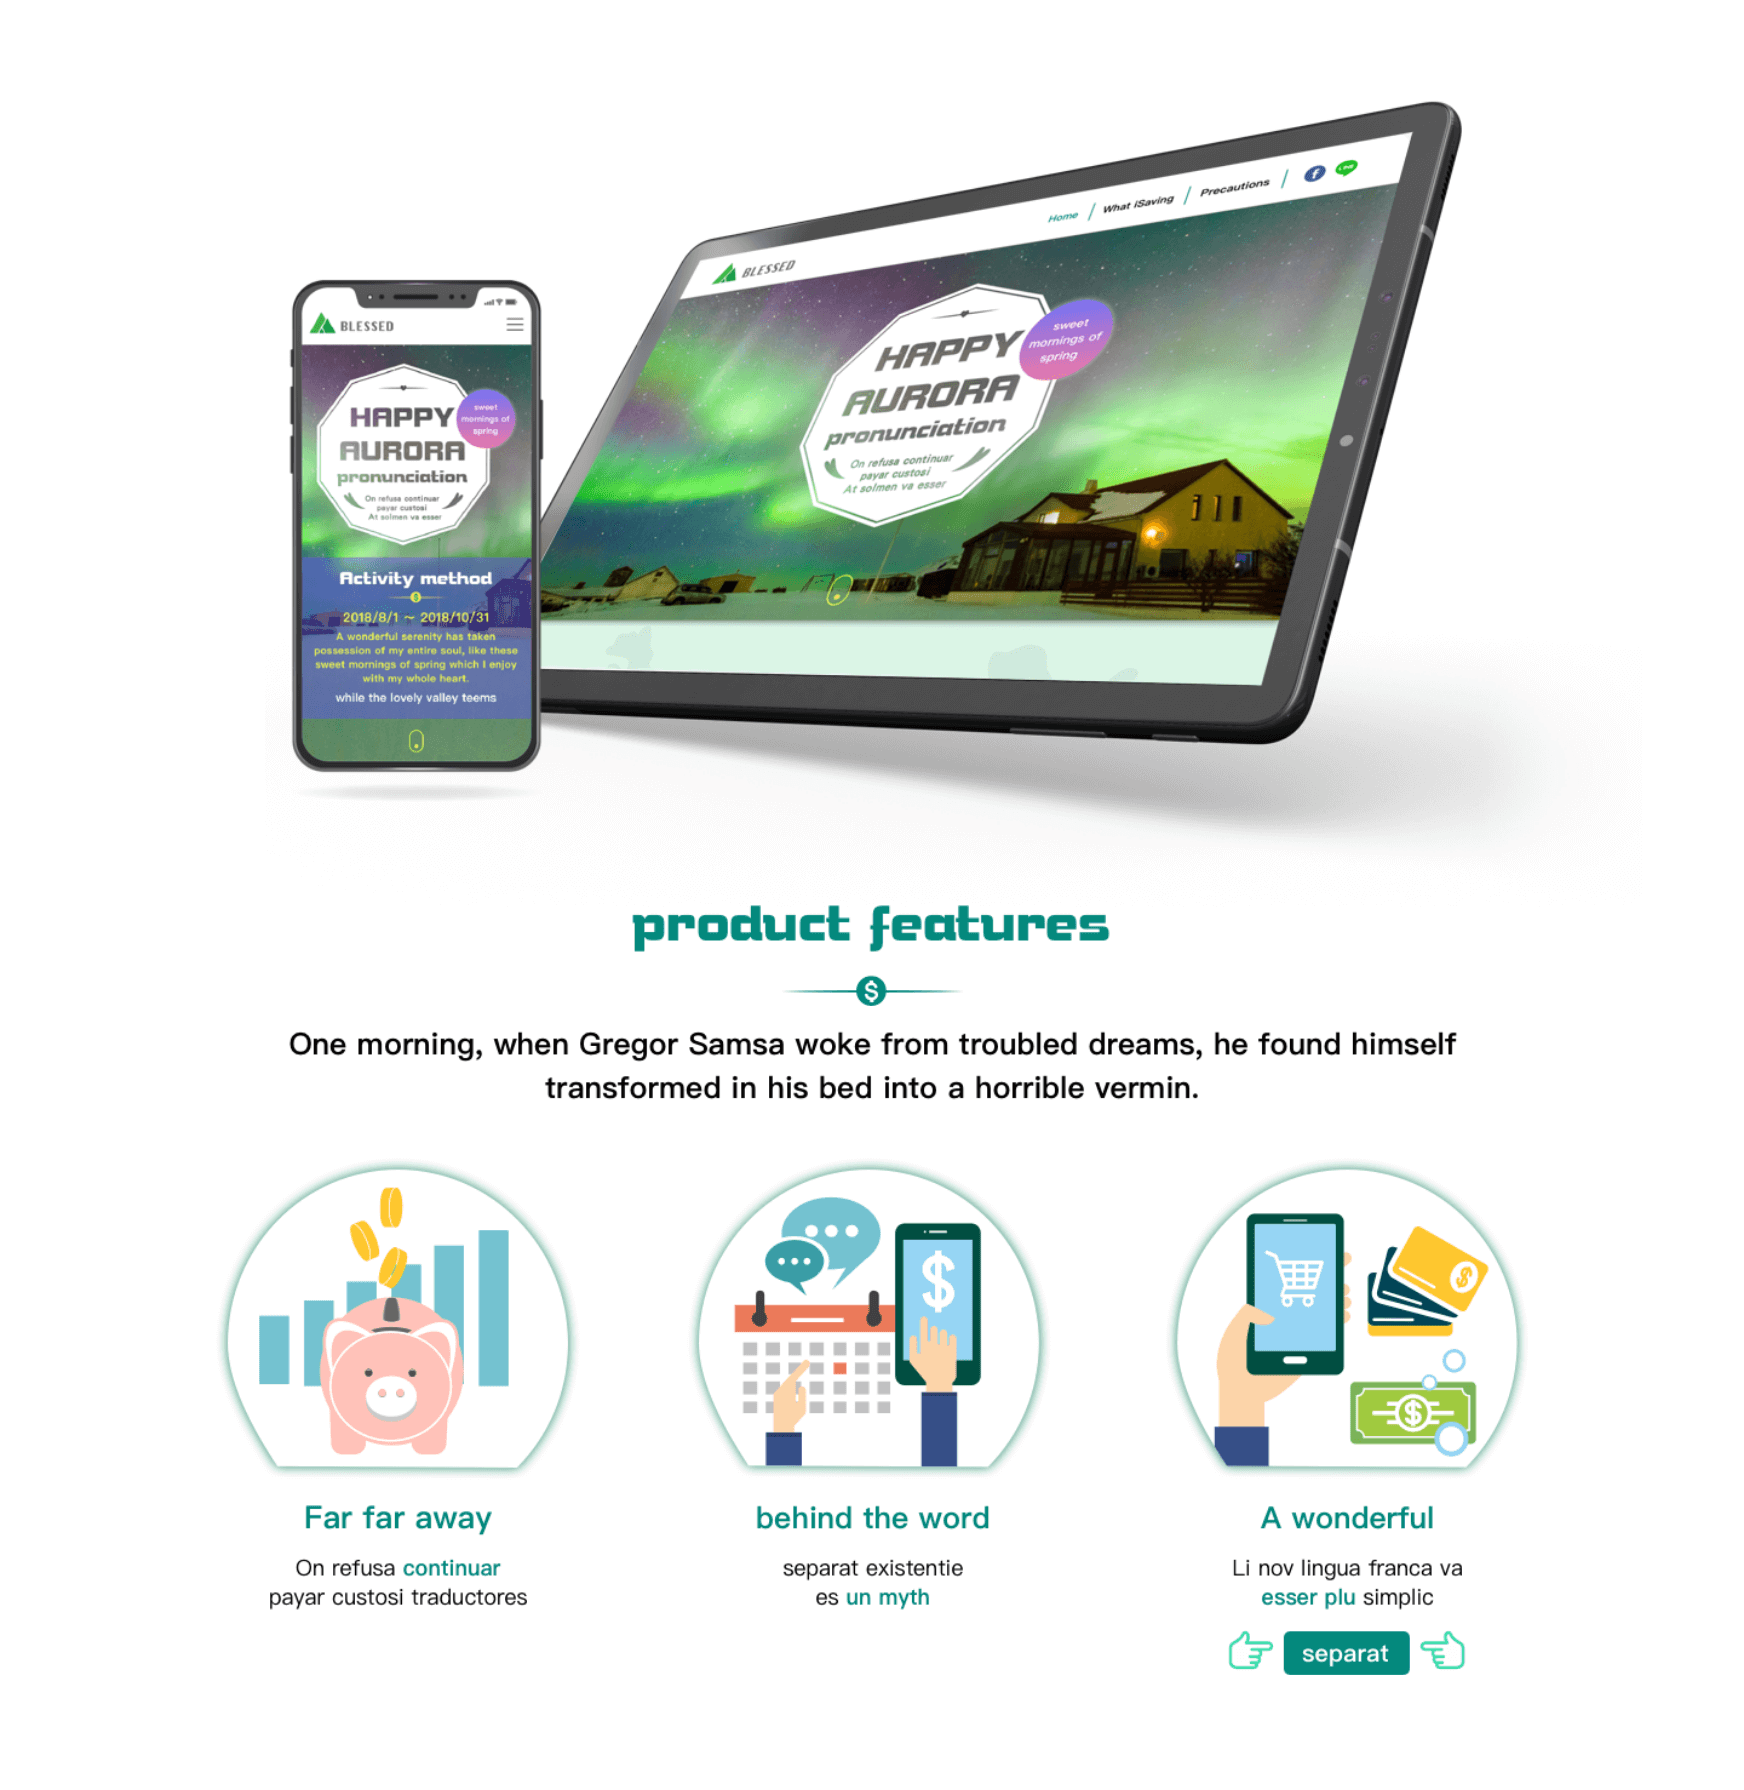 BLESSED
HAPPY
AURORA
pronunciation
sweet
mornings of
spring
On refusa continuar
payar custosi
At solmen va esser
Activity method
2018/8/1 ~ 2018/10/31
A wonderful serenity has taken
possession of my entire soul, like these
sweet mornings of spring which I enjoy
with my whole heart.
while the lovely valley teems
BLESSED
Home / What iSaving / Precautions /
f
LINE
HAPPY
AURORA
pronunciation
sweet
mornings of
spring
On refusa continuar
payar custosi
At solmen va esser
product features
$
One morning, when Gregor Samsa woke from troubled dreams, he found himself
transformed in his bed into a horrible vermin.
$
$
$
Far far away
On refusa continuar
payar custosi traductores
behind the word
separat existentie
es un myth
A wonderful
Li nov lingua franca va
esser plu simplic
separat